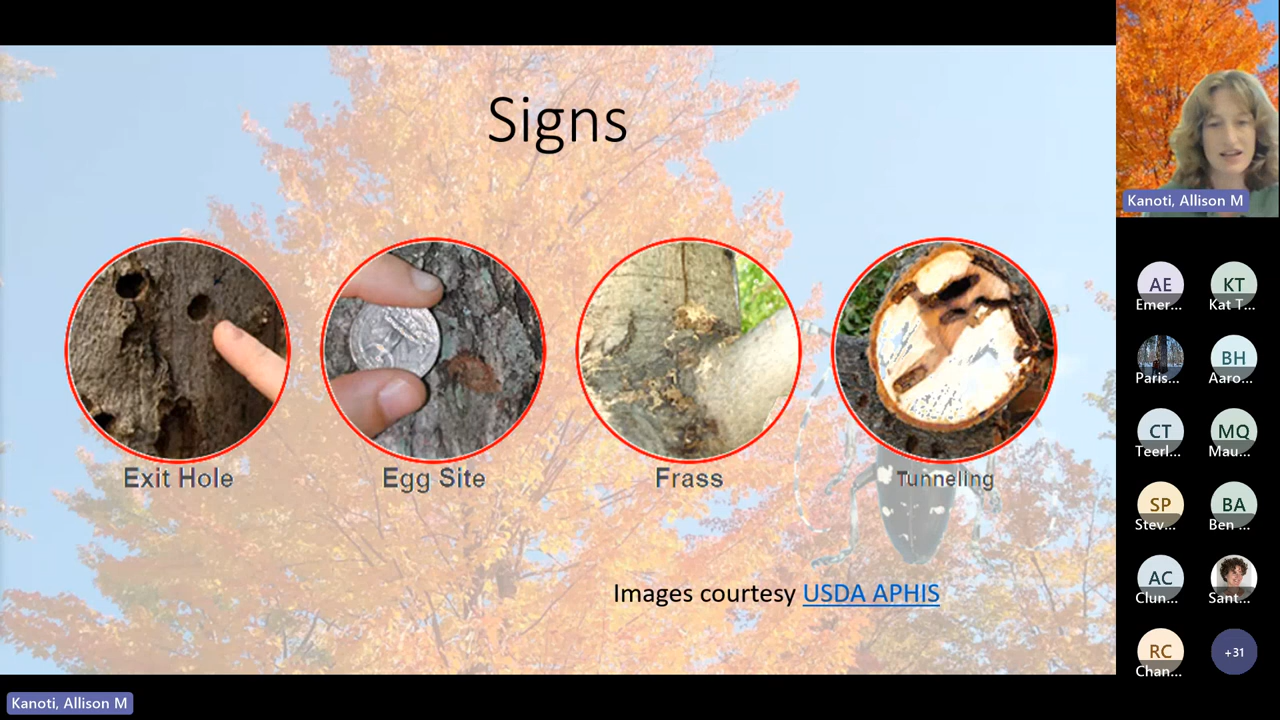 Signs
Exit Hole
Egg Site
Frass
Tunneling
Images courtesy USDA APHIS
Kanoti, Allison M
AE
Emer...
KT
Kat T...
Paris...
BH
Aaro...
CT
Teerl...
MQ
Mau...
SP
Stev...
BA
Ben ...
AC
Clun...
Sant...
RC
Chan...
+31
Kanoti, Allison M